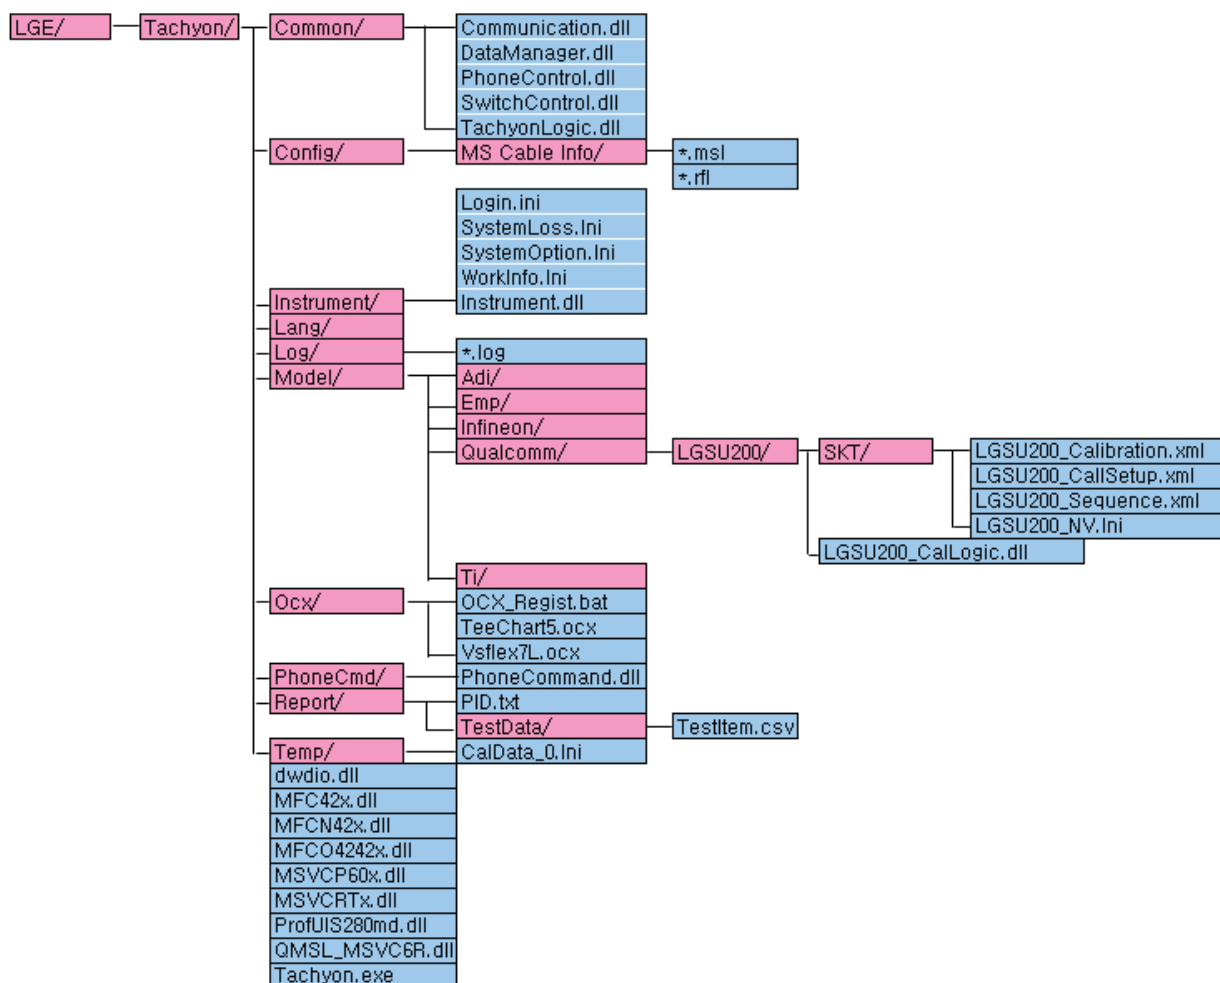 LGE/ Tachyon/ Common/ Communication.dll
DataManager.dll
PhoneControl.dll
SwitchControl.dll
TachyonLogic.dll
Config/ MS Cable Info/ *.msl
*.rfl
Login.ini
SystemLoss.Ini
SystemOption.Ini
WorkInfo.Ini
Instrument/ Instrument.dll
Lang/
Log/ *.log
Model/ Adi/
Emp/
Infineon/
Qualcomm/ LGSU200/ SKT/ LGSU200_Calibration.xml
LGSU200_CallSetup.xml
LGSU200_Sequence.xml
LGSU200_NV.Ini
LGSU200_CalLogic.dll
Ti/
Ocx/ OCX_Regist.bat
TeeChart5.ocx
Vsflex7L.ocx
PhoneCmd/ PhoneCommand.dll
Report/ PID.txt
TestData/ TestItem.csv
Temp/ CalData_0.Ini
dwdio.dll
MFC42x.dll
MFCN42x.dll
MFCO4242x.dll
MSVCP60x.dll
MSVCRTx.dll
ProfUIS280md.dll
QMSL_MSVC6R.dll
Tachyon.exe